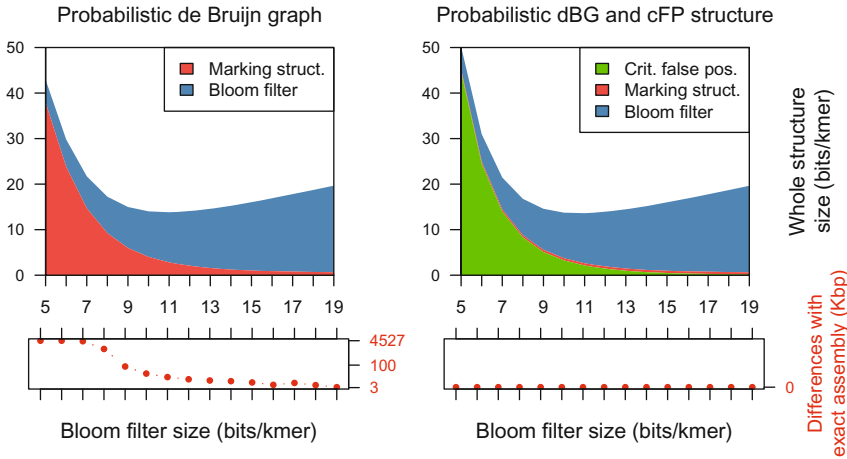 Probabilistic de Bruijn graph
Probabilistic dBG and cFP structure
50
40
30
20
10
0
Marking struct.
Bloom filter
5 7 9 11 13 15 17 19
50
40
30
20
10
0
Crit. false pos.
Marking struct.
Bloom filter
5 7 9 11 13 15 17 19
Whole structure
size (bits/kmer)
4527
100
3
0
Differences with
exact assembly (Kbp)
Bloom filter size (bits/kmer)
Bloom filter size (bits/kmer)